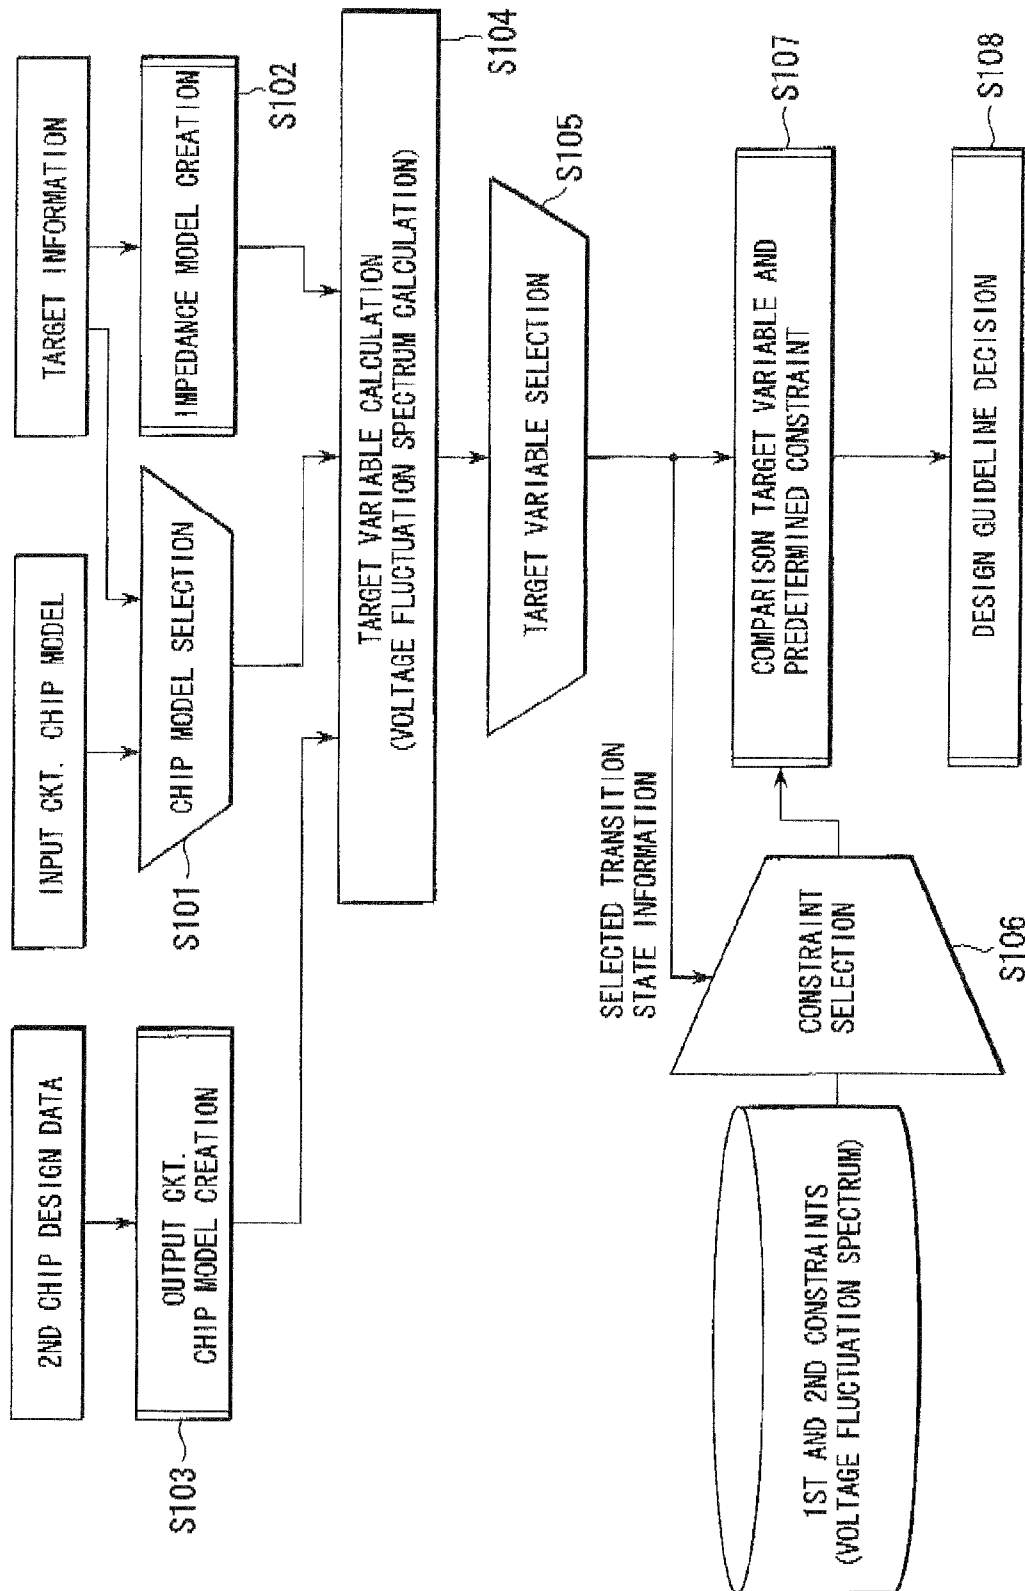 2ND CHIP DESIGN DATA
INPUT CKT. CHIP MODEL
TARGET INFORMATION
OUTPUT CKT.
CHIP MODEL CREATION
S103
CHIP MODEL SELECTION
S101
IMPEDANCE MODEL CREATION
S102
TARGET VARIABLE CALCULATION
(VOLTAGE FLUCTUATION SPECTRUM CALCULATION)
S104
TARGET VARIABLE SELECTION
S105
SELECTED TRANSITION
STATE INFORMATION
1ST AND 2ND CONSTRAINTS
(VOLTAGE FLUCTUATION SPECTRUM)
CONSTRAINT
SELECTION
S106
COMPARISON TARGET VARIABLE AND
PREDETERMINED CONSTRAINT
S107
DESIGN GUIDELINE DECISION
S108